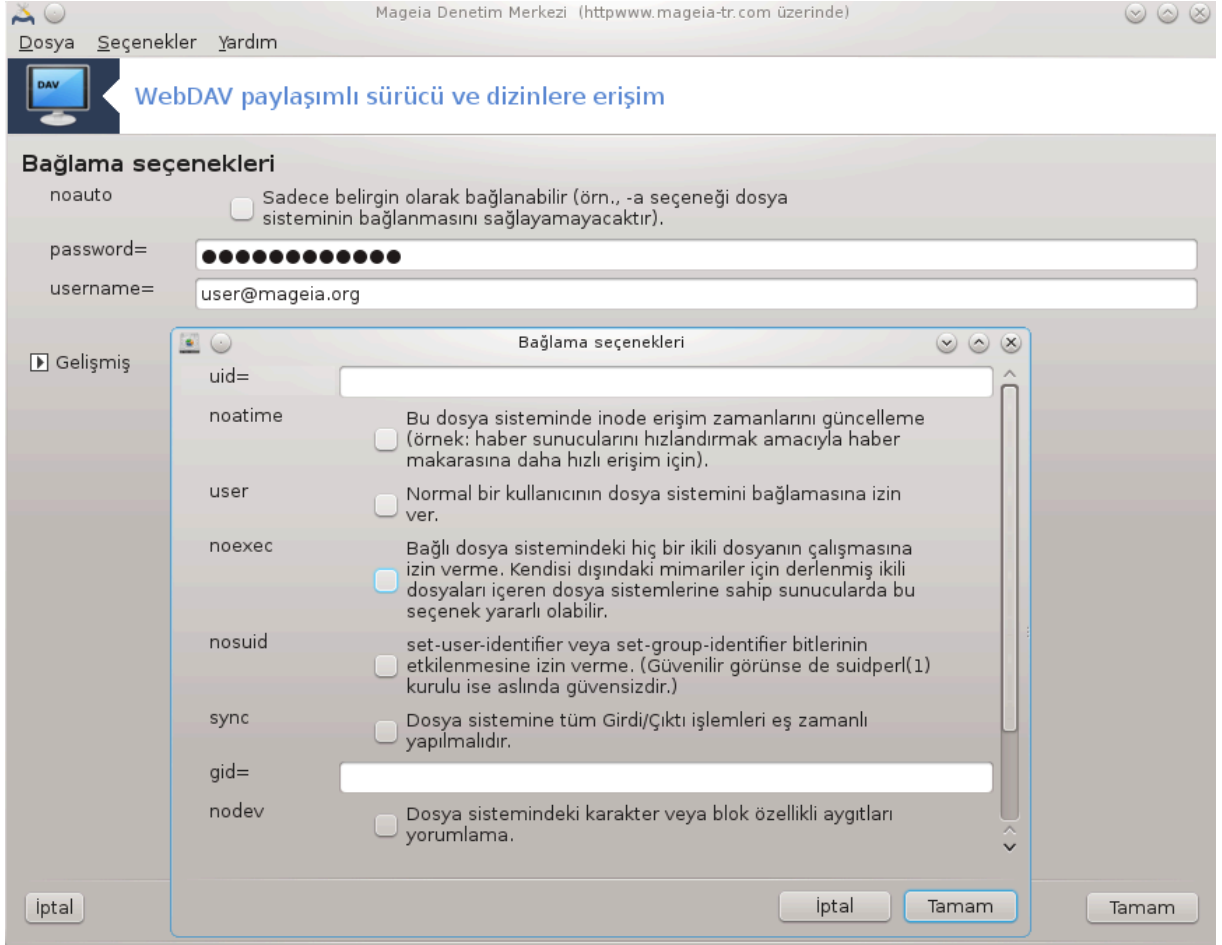 Mageia Denetim Merkezi (httpwww.mageia-tr.com üzerinde)
Dosya Seçenekler Yardım
DAV
WebDAV paylaşımlı sürücü ve dizinlere erişim
Bağlama seçenekleri
noauto
Sadece belirgin olarak bağlanabilir (örn., -a seçeneği dosya
sisteminin bağlanmasını sağlayamayacaktır).
password=
●●●●●●●●●●●●
username=
user@mageia.org
Gelişmiş
Bağlama seçenekleri
uid=
noatime
Bu dosya sisteminde inode erişim zamanlarını güncelleme
(örnek: haber sunucularını hızlandırmak amacıyla haber
makarasına daha hızlı erişim için).
user
Normal bir kullanıcının dosya sistemini bağlamasına izin
ver.
noexec
Bağlı dosya sistemindeki hiç bir ikili dosyanın çalışmasına
izin verme. Kendisi dışındaki mimariler için derlenmiş ikili
dosyaları içeren dosya sistemlerine sahip sunucularda bu
seçenek yararlı olabilir.
nosuid
set-user-identifier veya set-group-identifier bitlerinin
etkilenmesine izin verme. (Güvenilir görünse de suidperl(1)
kurulu ise aslında güvensizdir.)
sync
Dosya sistemine tüm Girdi/Çıktı işlemleri eş zamanlı
yapılmalıdır.
gid=
nodev
Dosya sistemindeki karakter veya blok özellikli aygıtları
yorumlama.
İptal
Tamam
İptal
Tamam